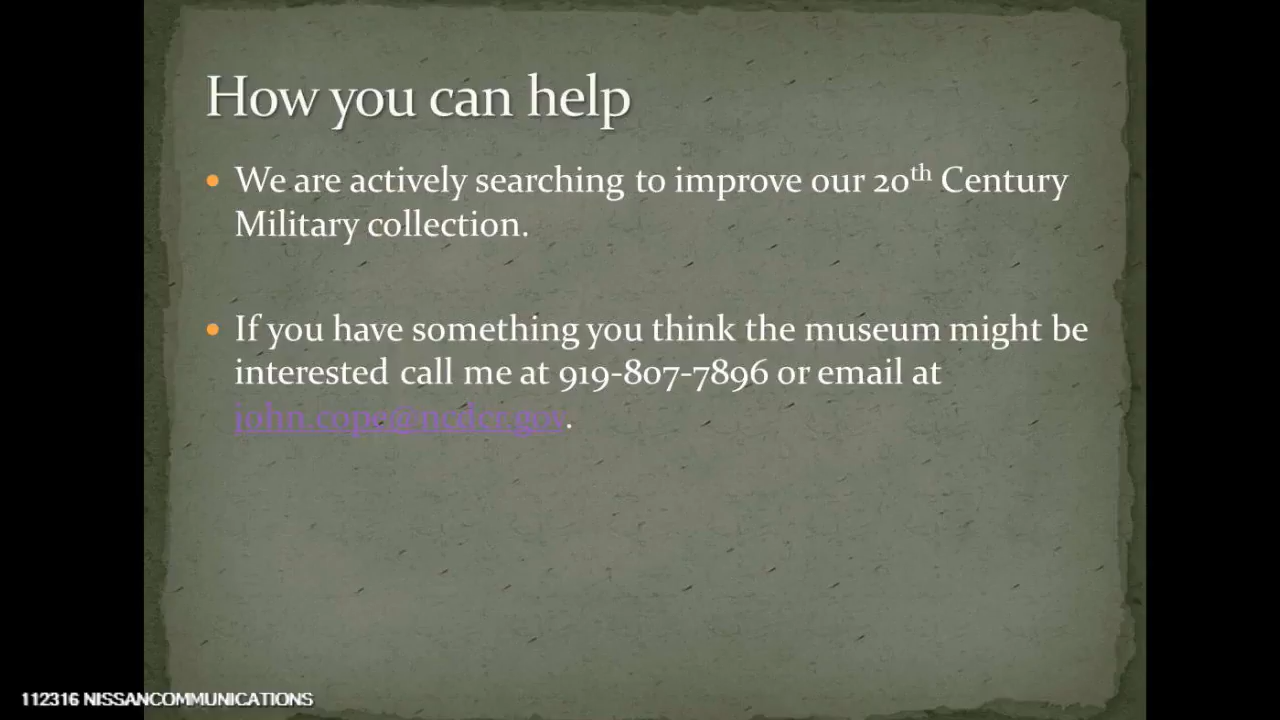 How you can help
We are actively searching to improve our 20th Century
Military collection.
If you have something you think the museum might be
interested call me at 919-807-7896 or email at
john.cope@ncdcr.gov.
112316 NISSANCOMMUNICATIONS